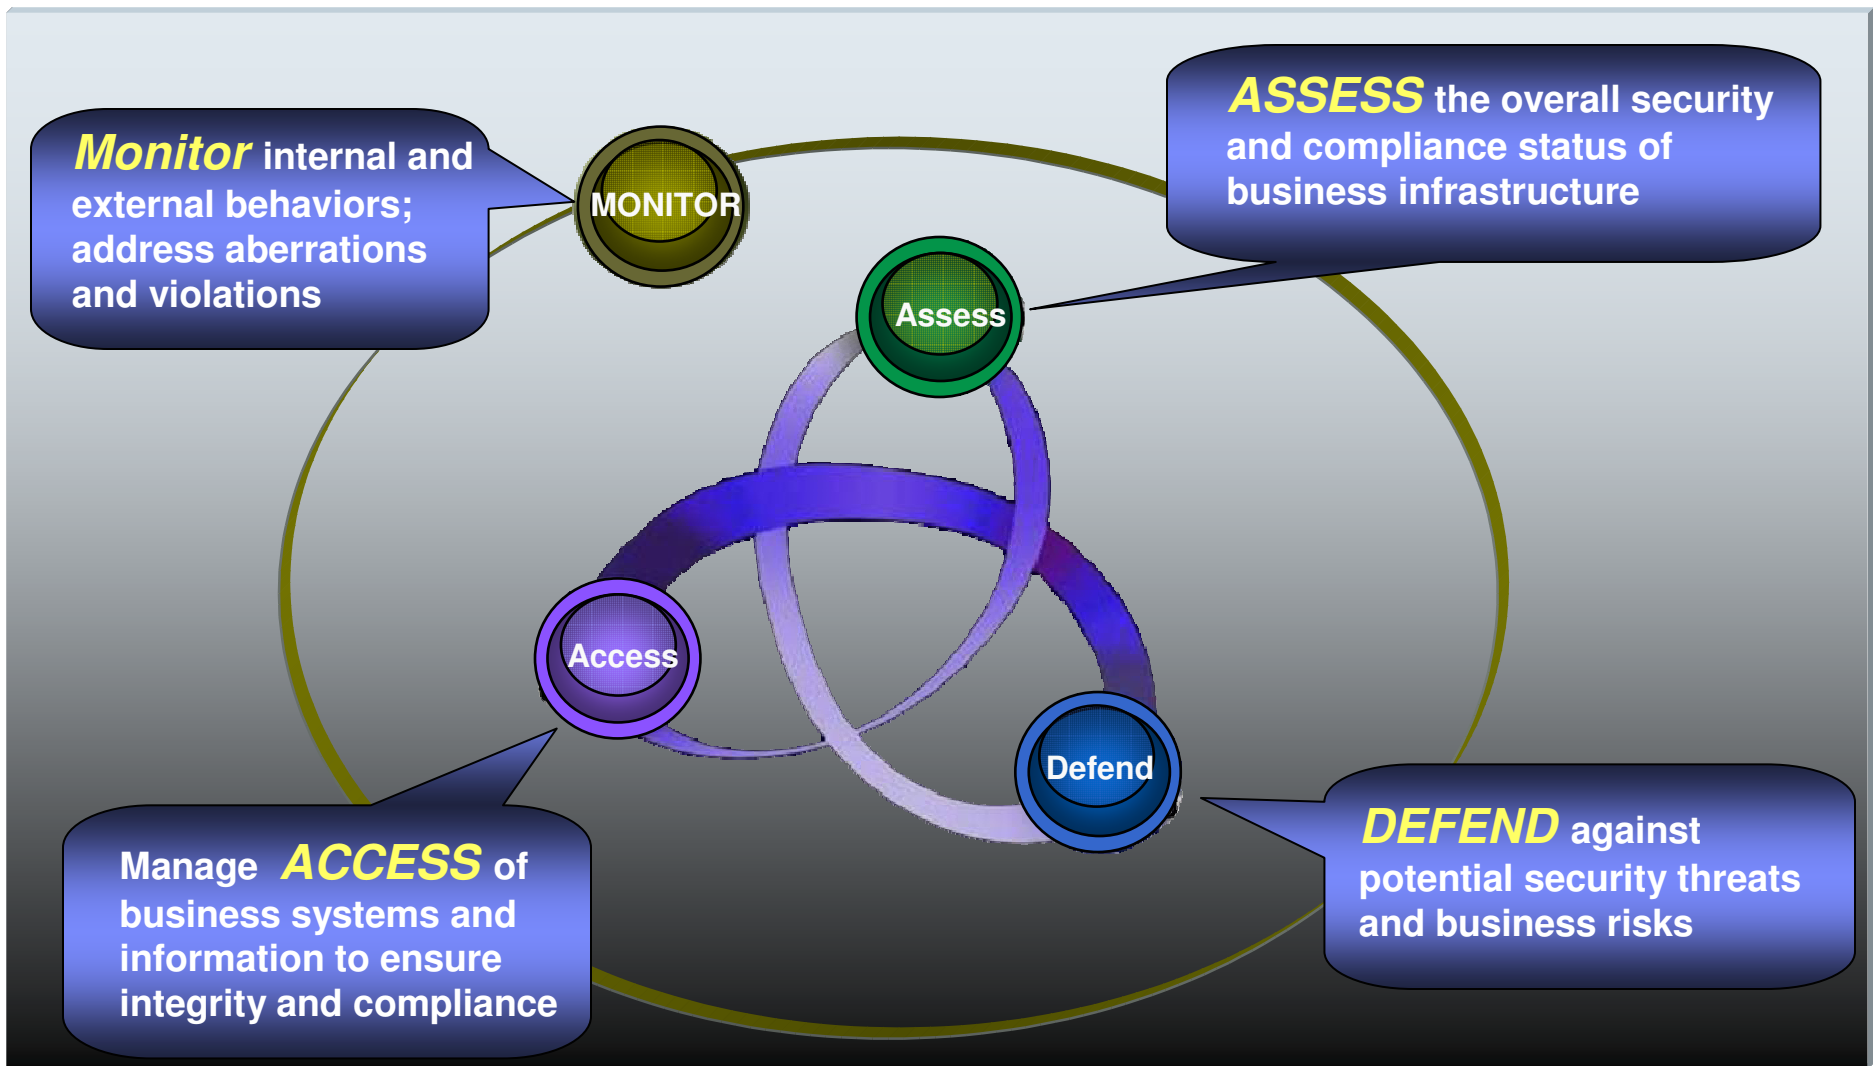 Monitor internal and
external behaviors;
address aberrations
and violations
MONITOR
ASSESS the overall security
and compliance status of
business infrastructure
Assess
Access
Defend
Manage ACCESS of
business systems and
information to ensure
integrity and compliance
DEFEND against
potential security threats
and business risks